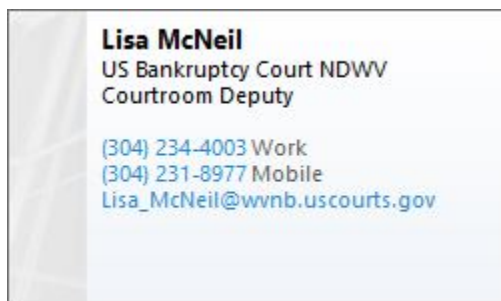 Lisa McNeil
US Bankruptcy Court NDWV
Courtroom Deputy
(304) 234-4003 Work
(304) 231-8977 Mobile
Lisa_McNeil@wvnb.uscourts.gov